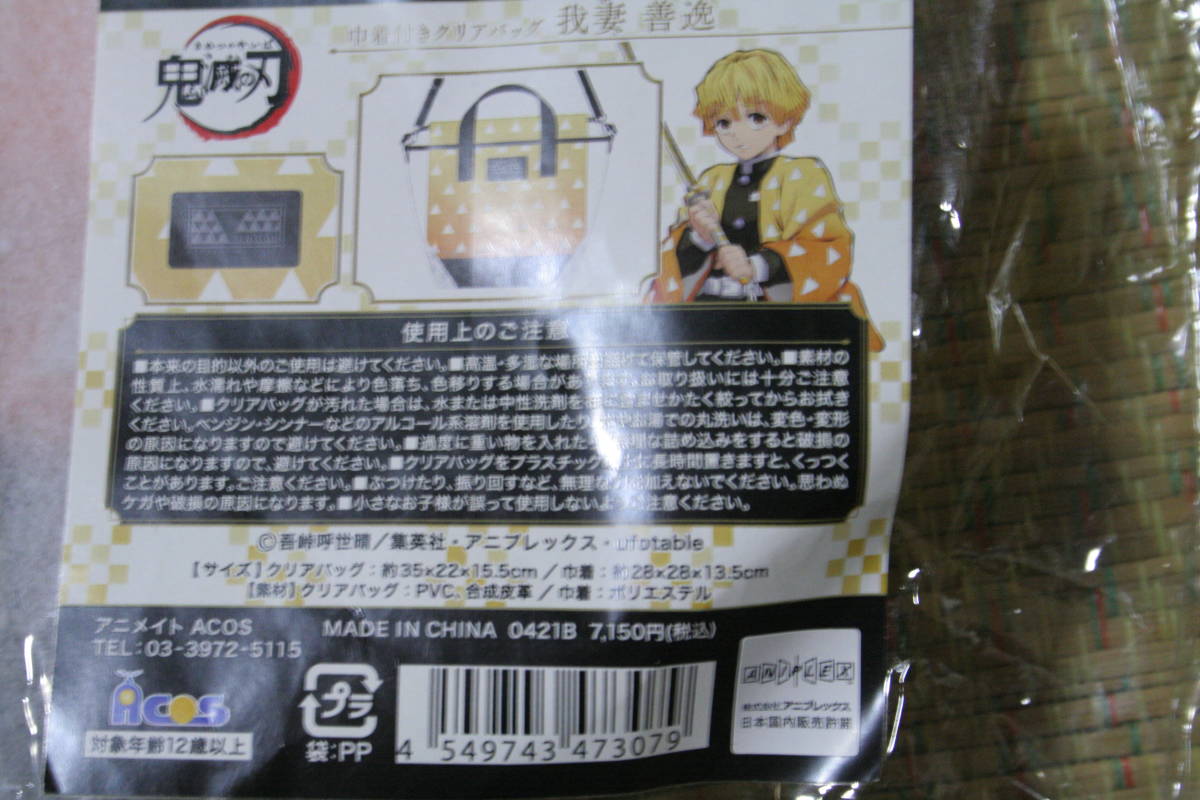 巾着付きクリアバッグ 我妻 善逸
きめつのやいば
鬼滅の刃
使用上のご注意
■本来の目的以外のご使用は避けてください。■高温・多湿な場所は避けて保管してください。■素材の
性質上、水濡れや摩擦などにより色落ち、色移りする場合があります。お取り扱いには十分ご注意
ください。■クリアバッグが汚れた場合は、水または中性洗剤を布に含ませかたく絞ってからお拭き
ください。ベンジン・シンナーなどのアルコール系溶剤を使用したり、水やお湯での丸洗いは、変色・変形
の原因になりますので避けてください。■過度に重い物を入れたり、無理な詰め込みをすると破損の
原因になりますので、避けてください。■クリアバッグをプラスチックの上に長時間置きますと、くっつく
ことがあります。ご注意ください。■ぶつけたり、振り回すなど、無理な力を加えないでください。思わぬ
ケガや破損の原因になります。■小さなお子様が誤って使用しないようにご注意ください。
©吾峠呼世晴／集英社・アニプレックス・ufotable
【サイズ】クリアバッグ：約35×22×15.5cm／巾着：約28×28×13.5cm
【素材】クリアバッグ：PVC、合成皮革／巾着：ポリエステル
アニメイト ACOS
TEL：03-3972-5115
MADE IN CHINA 0421B 7,150円(税込)
ACOS
対象年齢12歳以上
プラ
袋：PP
4 549743 473079
ANIPLEX
株式会社アニプレックス
日本国内販売許諾